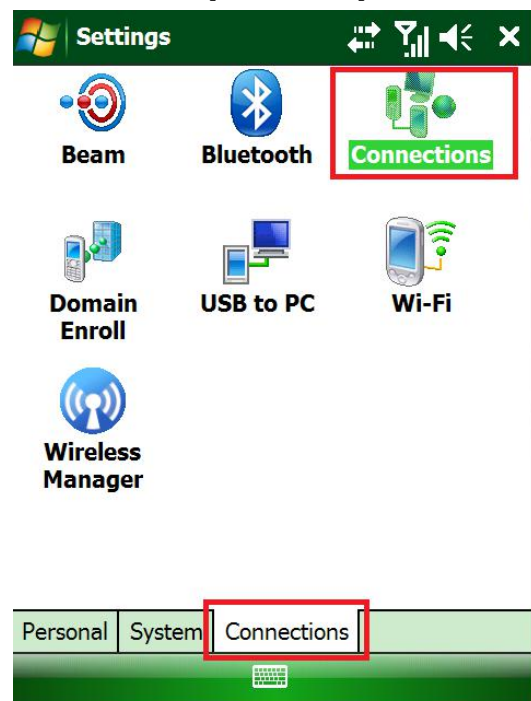 Settings
Beam
Bluetooth
Connections
Domain
Enroll
USB to PC
Wi-Fi
Wireless
Manager
Personal
System
Connections